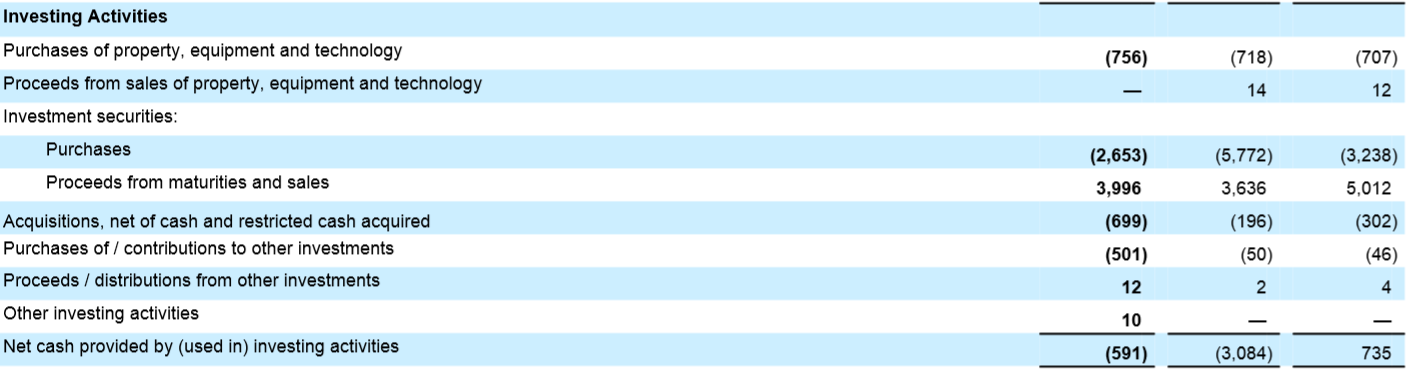 Investing Activities
Purchases of property, equipment and technology (756) (718) (707)
Proceeds from sales of property, equipment and technology — 14 12
Investment securities:
Purchases (2,653) (5,772) (3,238)
Proceeds from maturities and sales 3,996 3,636 5,012
Acquisitions, net of cash and restricted cash acquired (699) (196) (302)
Purchases of / contributions to other investments (501) (50) (46)
Proceeds / distributions from other investments 12 2 4
Other investing activities 10 — —
Net cash provided by (used in) investing activities (591) (3,084) 735